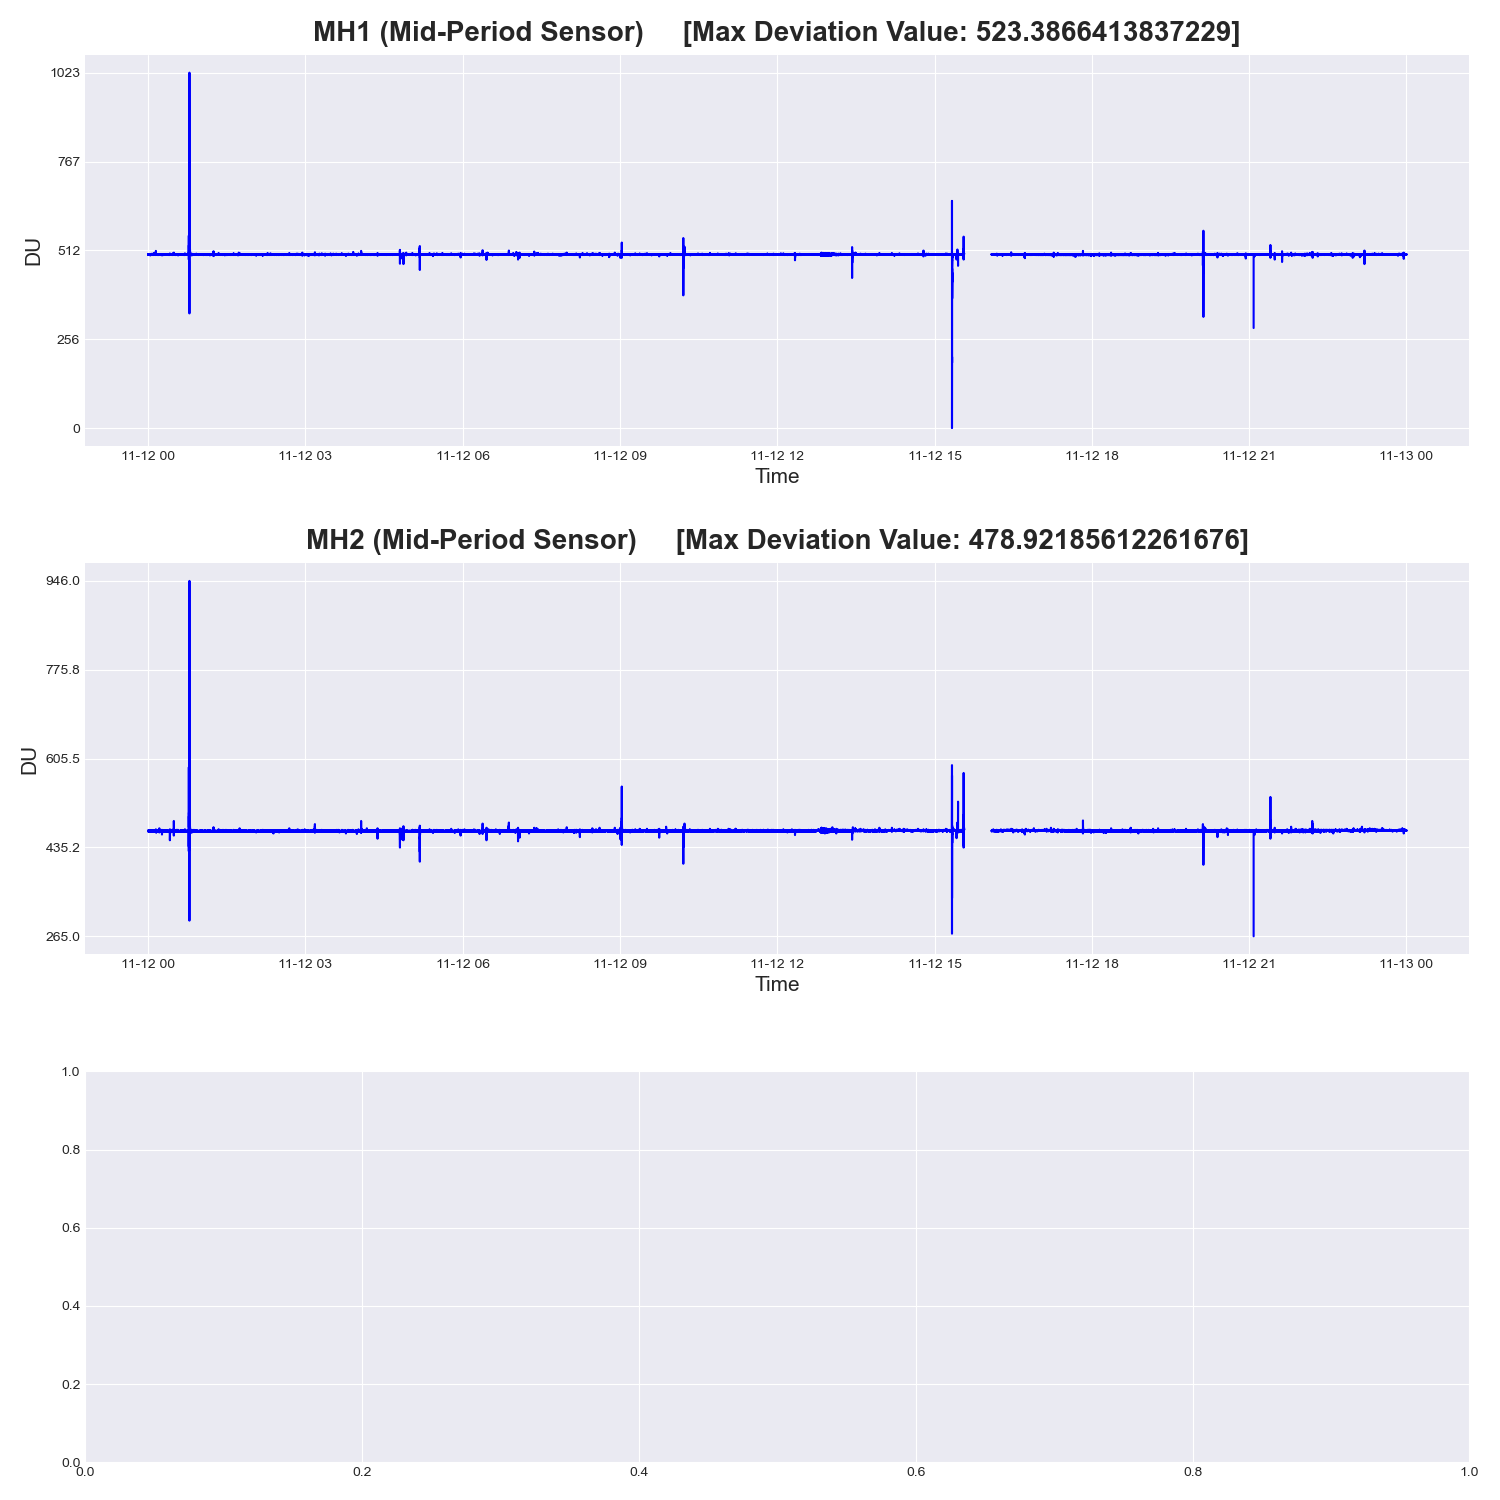 MH1 (Mid-Period Sensor) [Max Deviation Value: 523.3866413837229]
1023
767
512
256
0
DU
11-12 00 11-12 03 11-12 06 11-12 09 11-12 12 11-12 15 11-12 18 11-12 21 11-13 00
Time
MH2 (Mid-Period Sensor) [Max Deviation Value: 478.92185612261676]
946.0
775.8
605.5
435.2
265.0
DU
11-12 00 11-12 03 11-12 06 11-12 09 11-12 12 11-12 15 11-12 18 11-12 21 11-13 00
Time
1.0
0.8
0.6
0.4
0.2
0.0
0.0 0.2 0.4 0.6 0.8 1.0